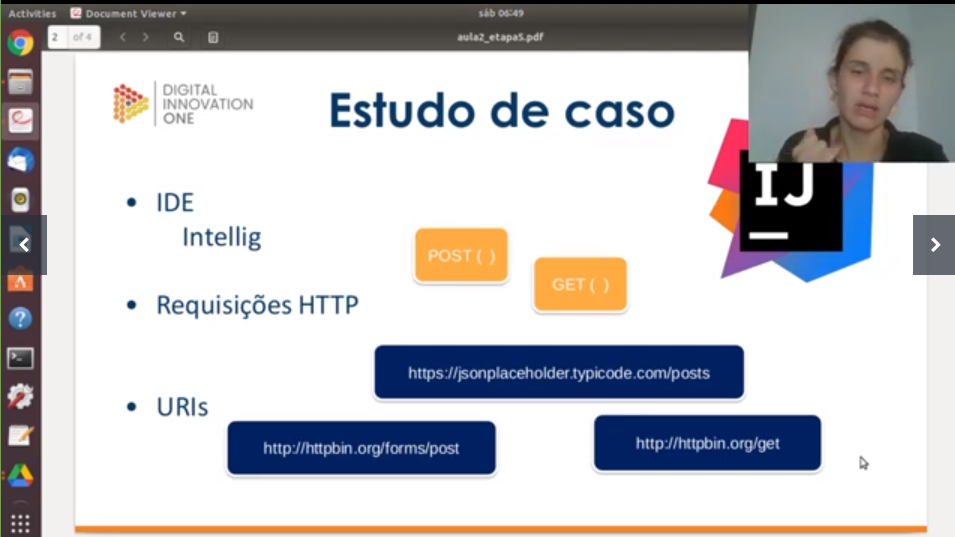 Activities
Document Viewer
sáb 06:49
2
of 4
aula2_etapa5.pdf
DIGITAL
INNOVATION
ONE
Estudo de caso
IJ
IDE
Intellig
POST ( )
GET ( )
Requisições HTTP
https://jsonplaceholder.typicode.com/posts
URIs
http://httpbin.org/forms/post
http://httpbin.org/get